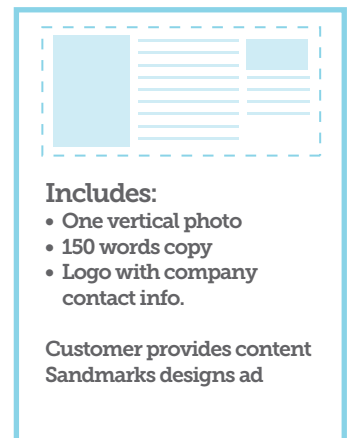 Includes:
• One vertical photo
• 150 words copy
• Logo with company
contact info.
Customer provides content
Sandmarks designs ad